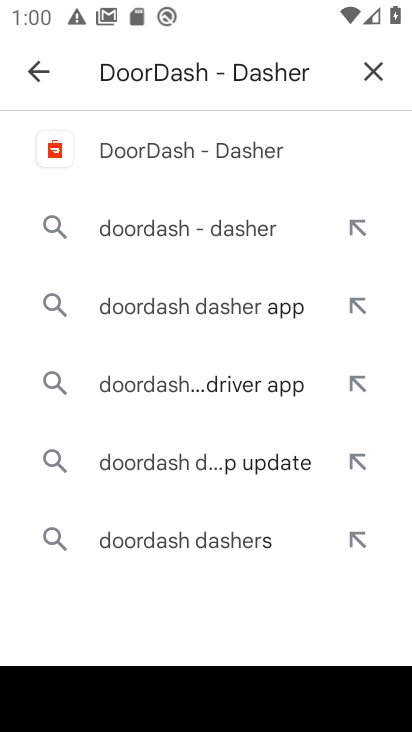 1:00
DoorDash - Dasher
DoorDash - Dasher
doordash - dasher
doordash dasher app
doordash...driver app
doordash d...p update
doordash dashers